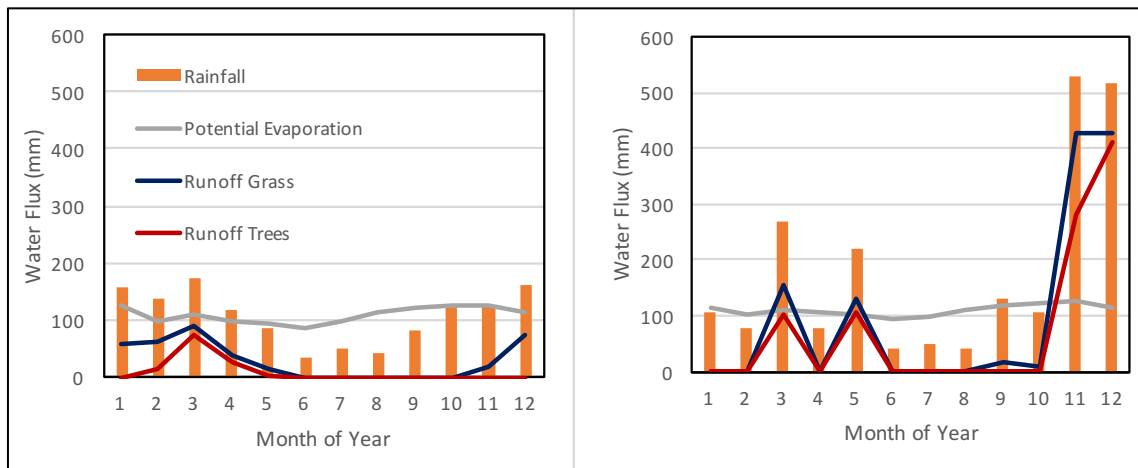 600
500
400
300
200
100
0
Water Flux (mm)
Rainfall
Potential Evaporation
Runoff Grass
Runoff Trees
1 2 3 4 5 6 7 8 9 10 11 12
Month of Year
600
500
400
300
200
100
0
Water Flux (mm)
1 2 3 4 5 6 7 8 9 10 11 12
Month of Year